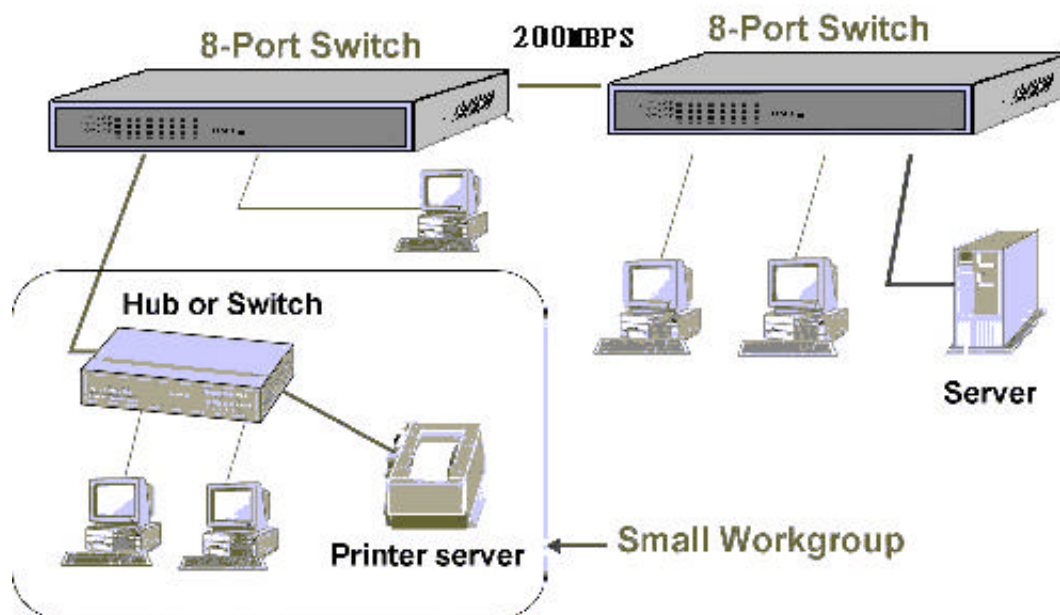 8-Port Switch
200MBPS
8-Port Switch
Hub or Switch
Server
Printer server
Small Workgroup